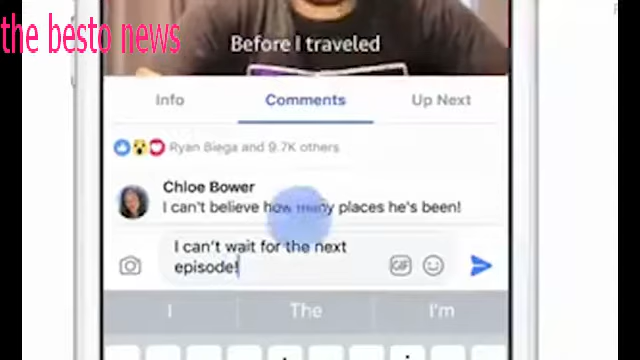 the besto news
Before I traveled
Info Comments Up Next
Ryan Biega and 9.7K others
Chloe Bower
I can't believe how many places he's been!
I can't wait for the next
episode!
GIF
I The I'm